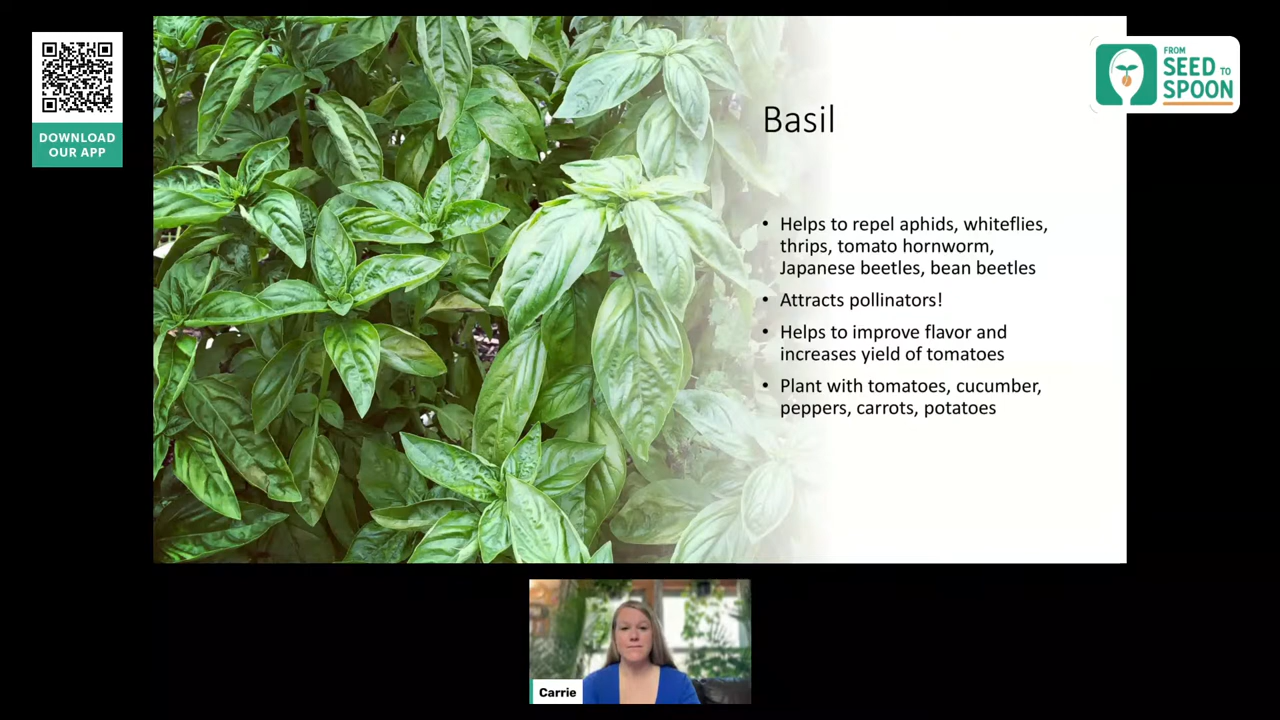 DOWNLOAD
OUR APP
FROM
SEED TO
SPOON
Basil
• Helps to repel aphids, whiteflies,
thrips, tomato hornworm,
Japanese beetles, bean beetles
• Attracts pollinators!
• Helps to improve flavor and
increases yield of tomatoes
• Plant with tomatoes, cucumber,
peppers, carrots, potatoes
Carrie